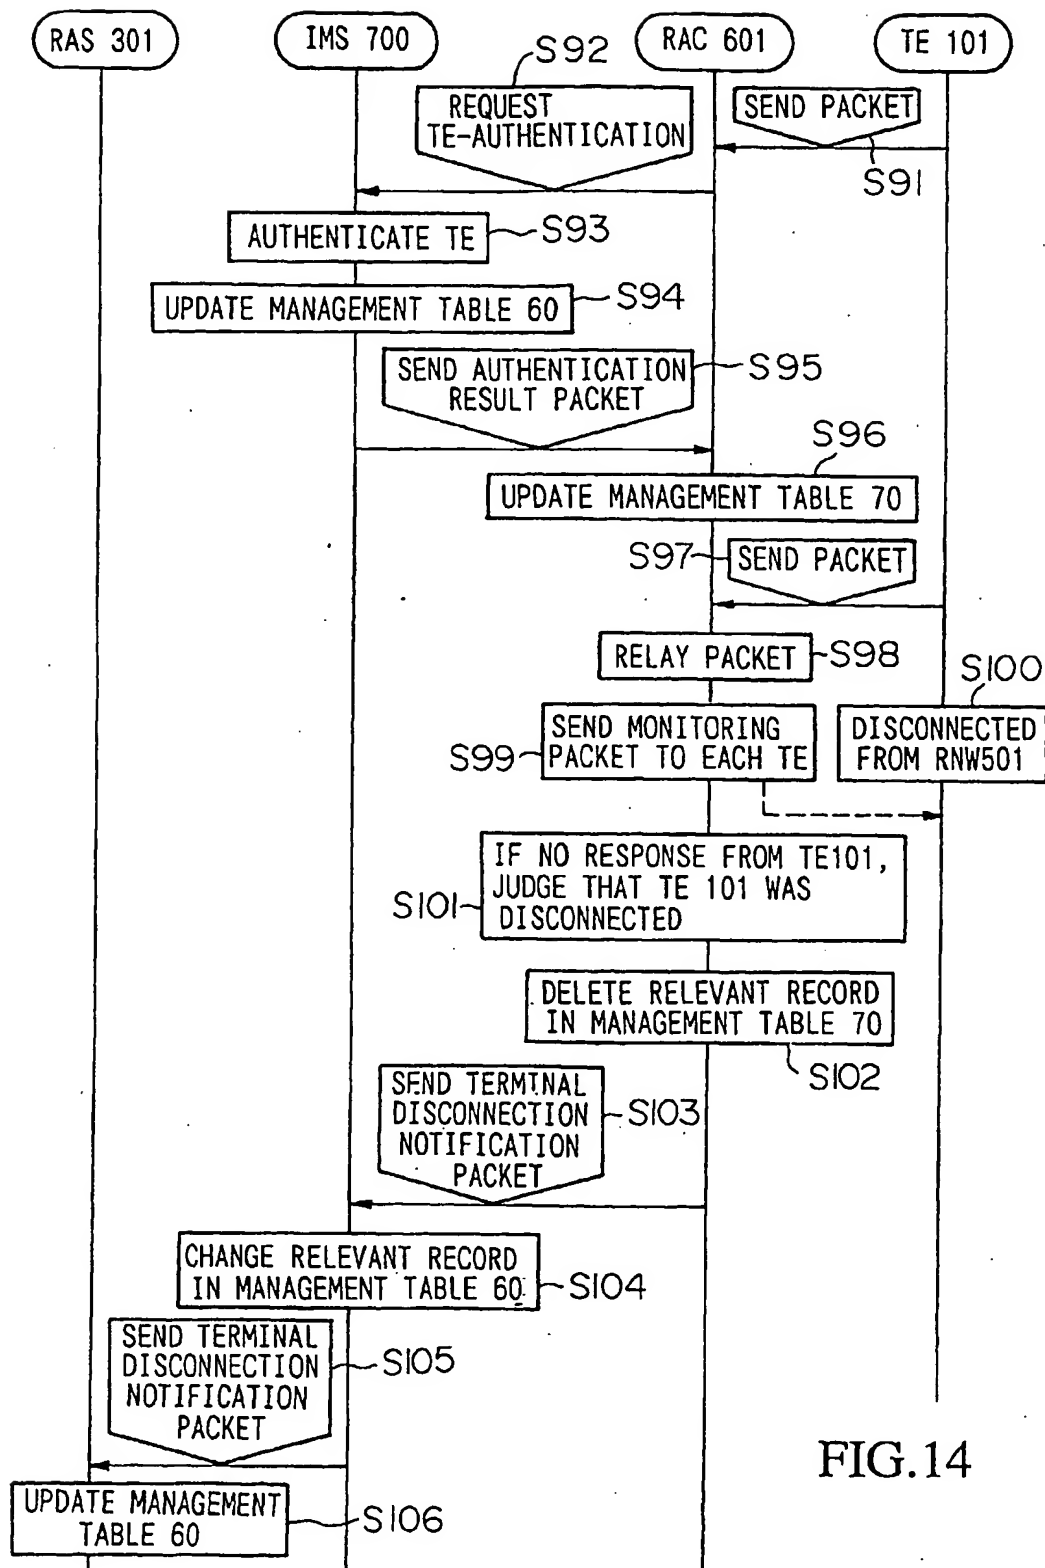 RAS 301
IMS 700
RAC 601
TE 101
S92
REQUEST
TE-AUTHENTICATION
SEND PACKET
S91
AUTHENTICATE TE
S93
UPDATE MANAGEMENT TABLE 60
S94
SEND AUTHENTICATION
RESULT PACKET
S95
S96
UPDATE MANAGEMENT TABLE 70
S97
SEND PACKET
RELAY PACKET
S98
S100
S99
SEND MONITORING
PACKET TO EACH TE
DISCONNECTED
FROM RNW501
S101
IF NO RESPONSE FROM TE101,
JUDGE THAT TE 101 WAS
DISCONNECTED
DELETE RELEVANT RECORD
IN MANAGEMENT TABLE 70
S102
SEND TERMINAL
DISCONNECTION
NOTIFICATION
PACKET
S103
CHANGE RELEVANT RECORD
IN MANAGEMENT TABLE 60
S104
SEND TERMINAL
DISCONNECTION
NOTIFICATION
PACKET
S105
UPDATE MANAGEMENT
TABLE 60
S106
FIG.14